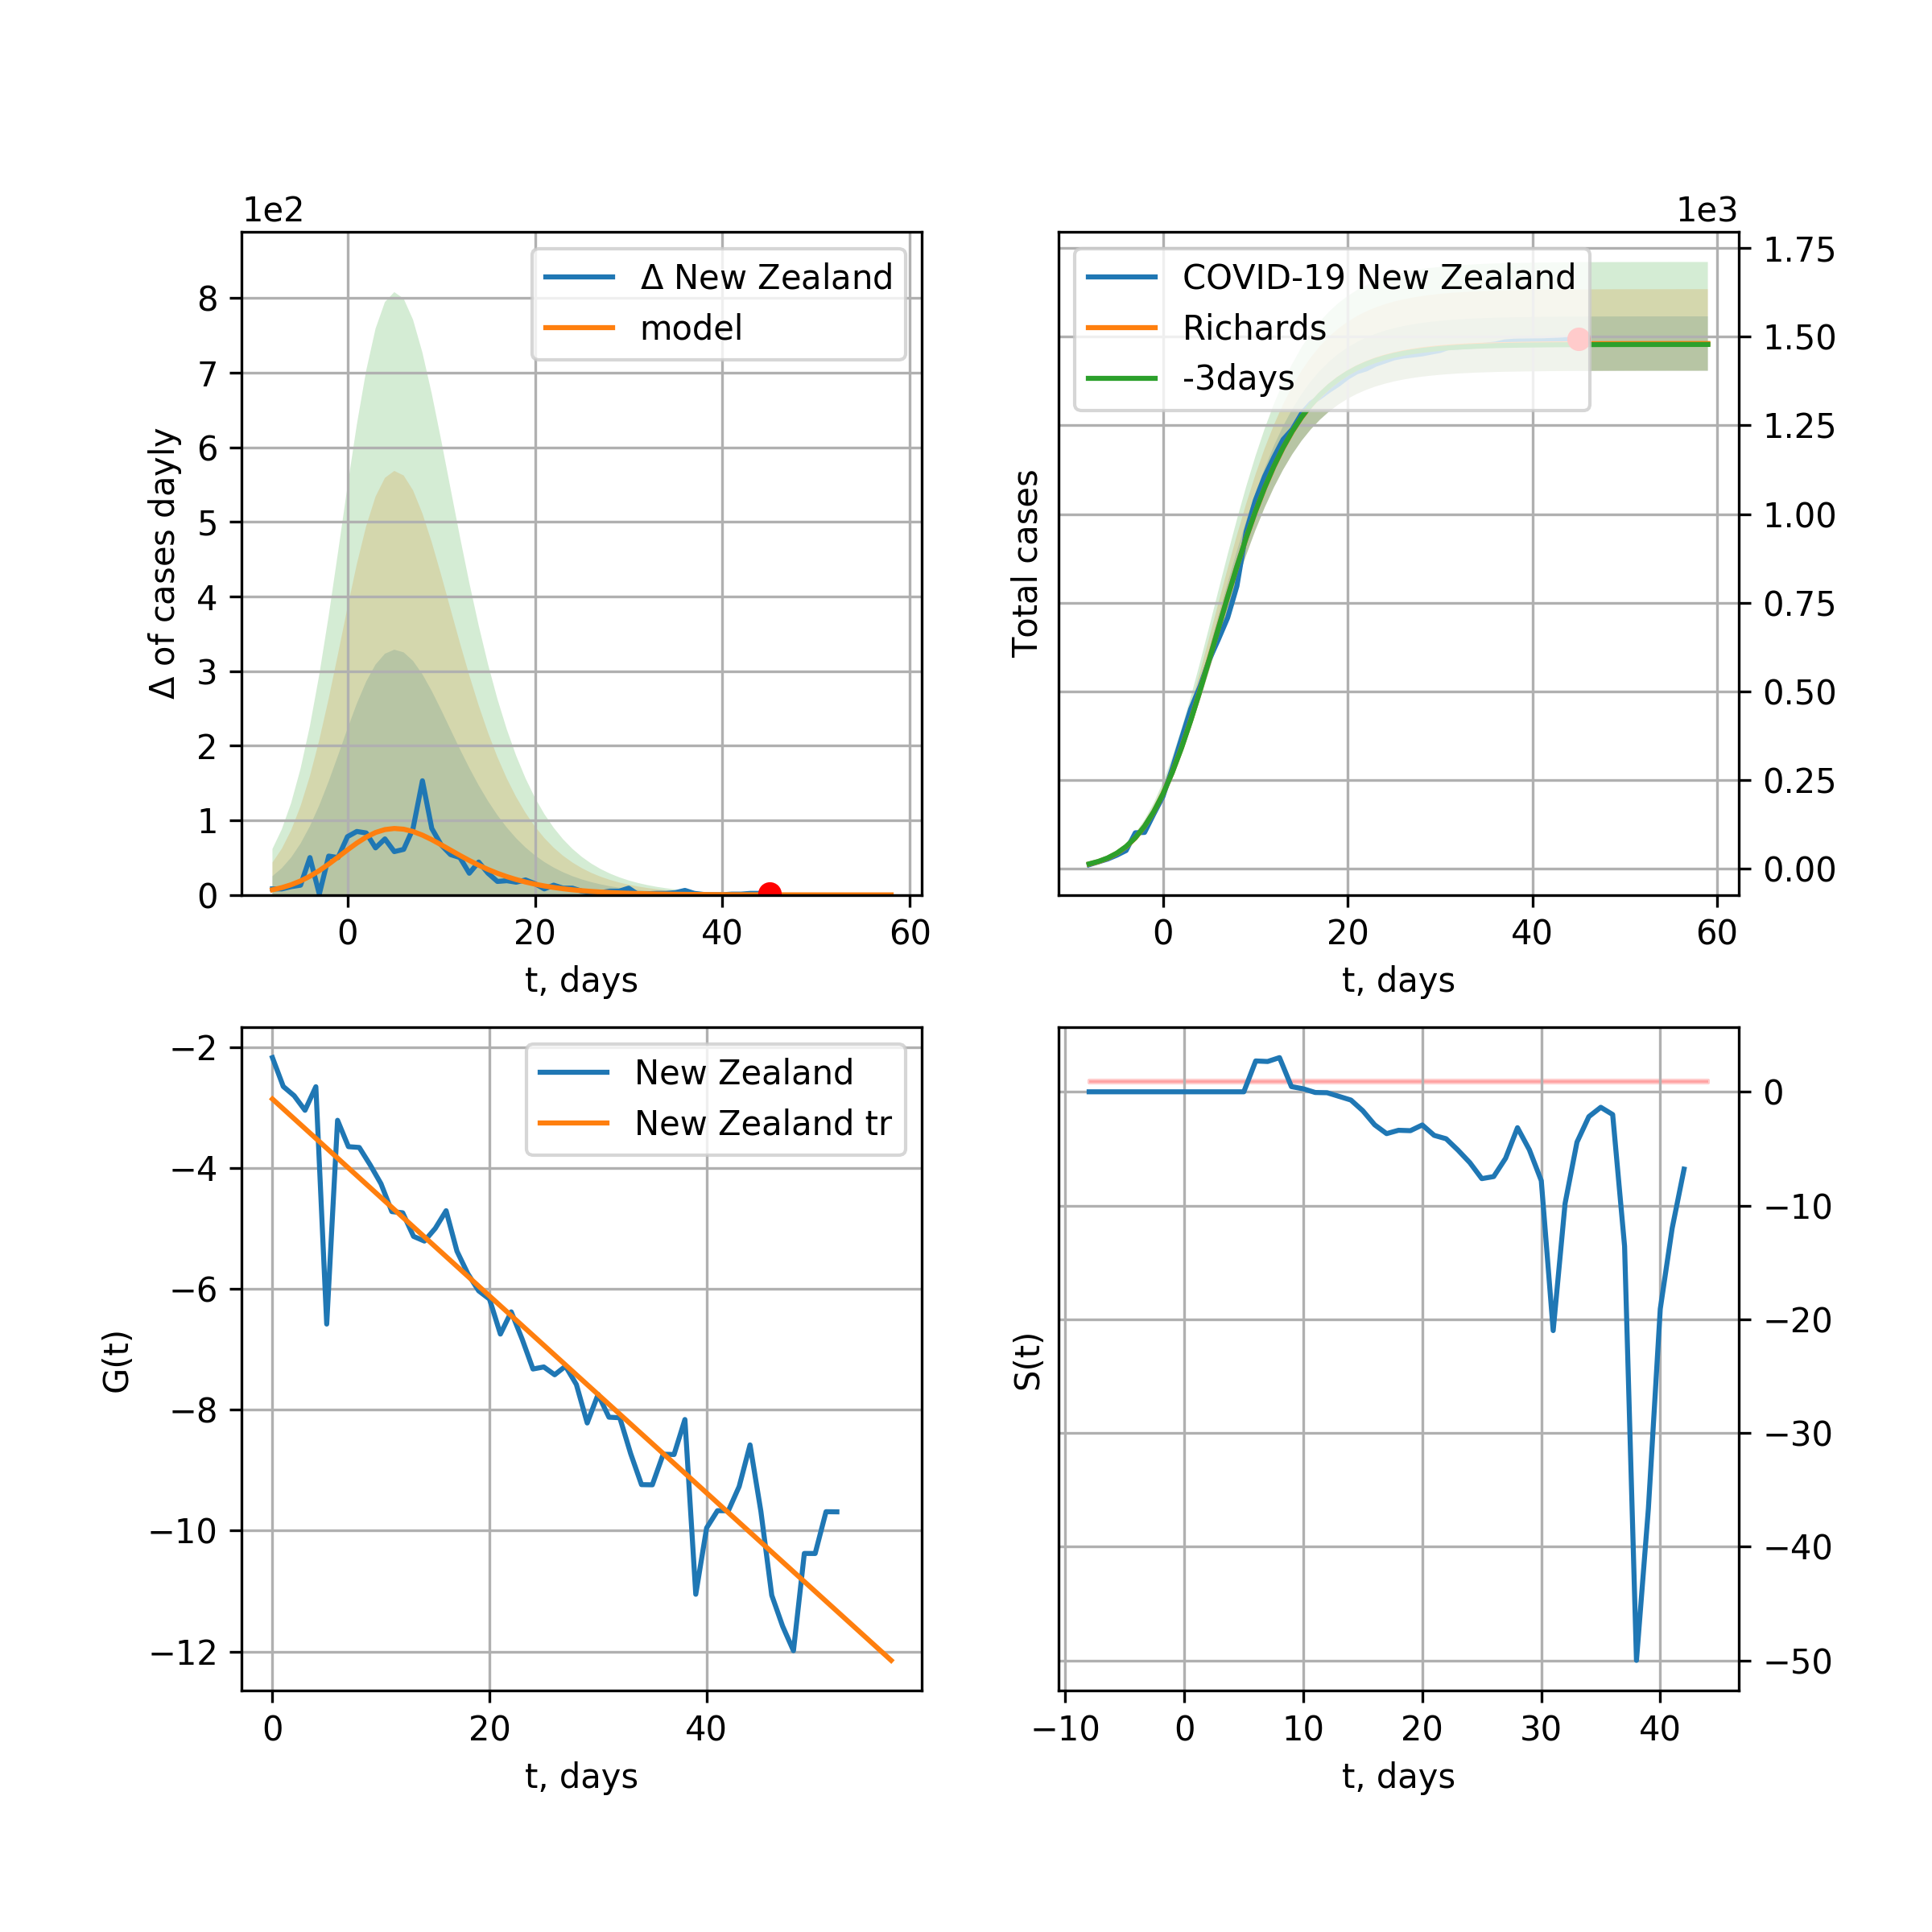 1e2
Δ of cases dayly
8
7
6
5
4
3
2
1
0
Δ New Zealand
model
0 20 40 60
t, days
1e3
Total cases
COVID-19 New Zealand
Richards
-3days
1.75
1.50
1.25
1.00
0.75
0.50
0.25
0.00
0 20 40 60
t, days
G(t)
−2
−4
−6
−8
−10
−12
New Zealand
New Zealand tr
0 20 40
t, days
S(t)
0
−10
−20
−30
−40
−50
−10 0 10 20 30 40
t, days